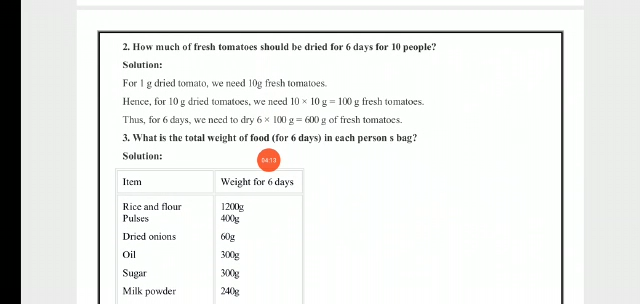 2. How much of fresh tomatoes should be dried for 6 days for 10 people?
Solution:
For 1 g dried tomato, we need 10g fresh tomatoes.
Hence, for 10 g dried tomatoes, we need 10 × 10 g = 100 g fresh tomatoes.
Thus, for 6 days, we need to dry 6 × 100 g = 600 g of fresh tomatoes.
3. What is the total weight of food (for 6 days) in each person s bag?
Solution:
04:13
Item Weight for 6 days
Rice and flour 1200g
Pulses 400g
Dried onions 60g
Oil 300g
Sugar 300g
Milk powder 240g